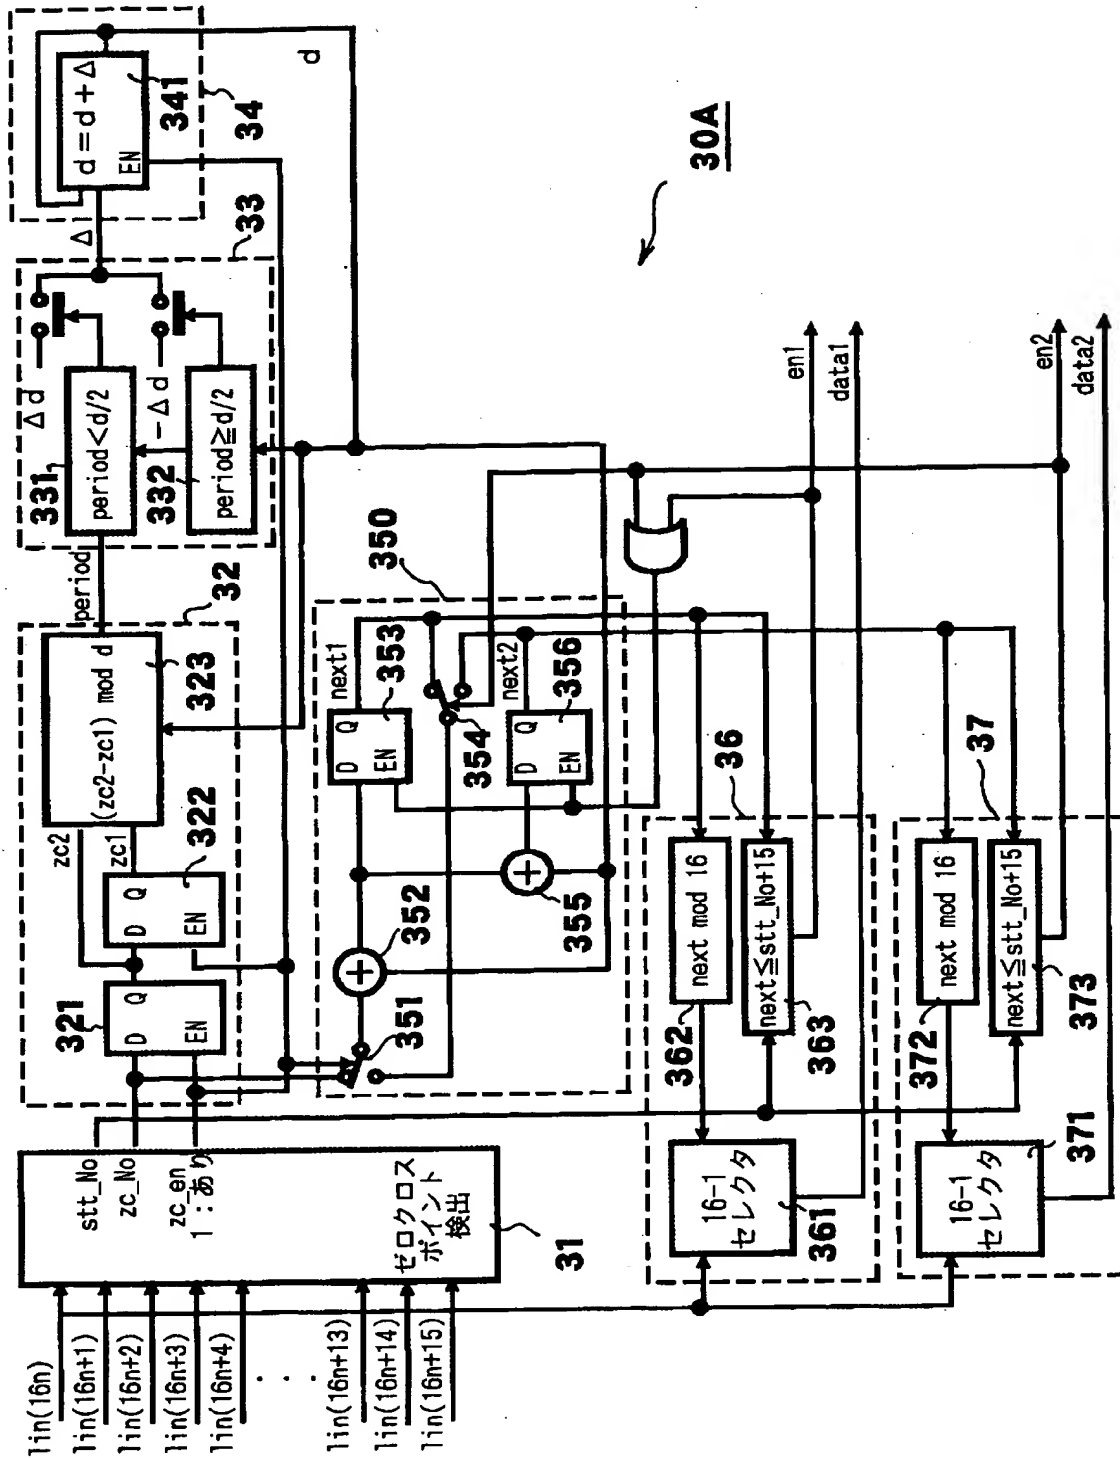 lin(16n)
lin(16n+1)
lin(16n+2)
lin(16n+3)
lin(16n+4)
· · · ·
lin(16n+13)
lin(16n+14)
lin(16n+15)
stt_No
zc_No
zc_en
1：あり
ゼロクロス
ポイント
検出
31
321
D Q
EN
322
D Q
EN
zc2
zc1
(zc2-zc1) mod d
323
32
period
331
period<d/2
332
period≧d/2
Δd
-Δd
33
Δ
d=d+Δ
EN
341
34
d
351
352
353
D Q
EN
next1
354
355
356
D Q
EN
next2
350
30A
36
16-1
セレクタ
361
362
next mod 16
363
next≦stt_No+15
37
16-1
セレクタ
371
372
next mod 16
373
next≦stt_No+15
en1
data1
en2
data2